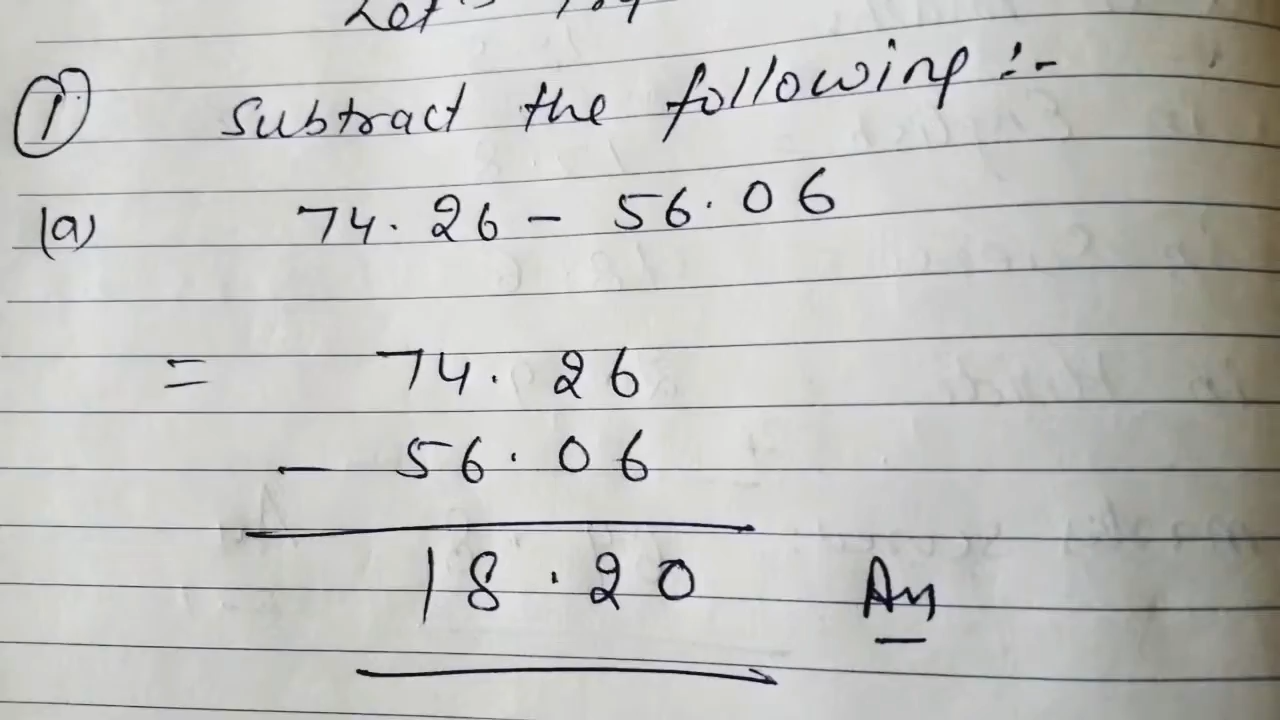 ① Subtract the following :-
(a) 74.26 - 56.06
= 74.26
- 56.06
18.20 Ans